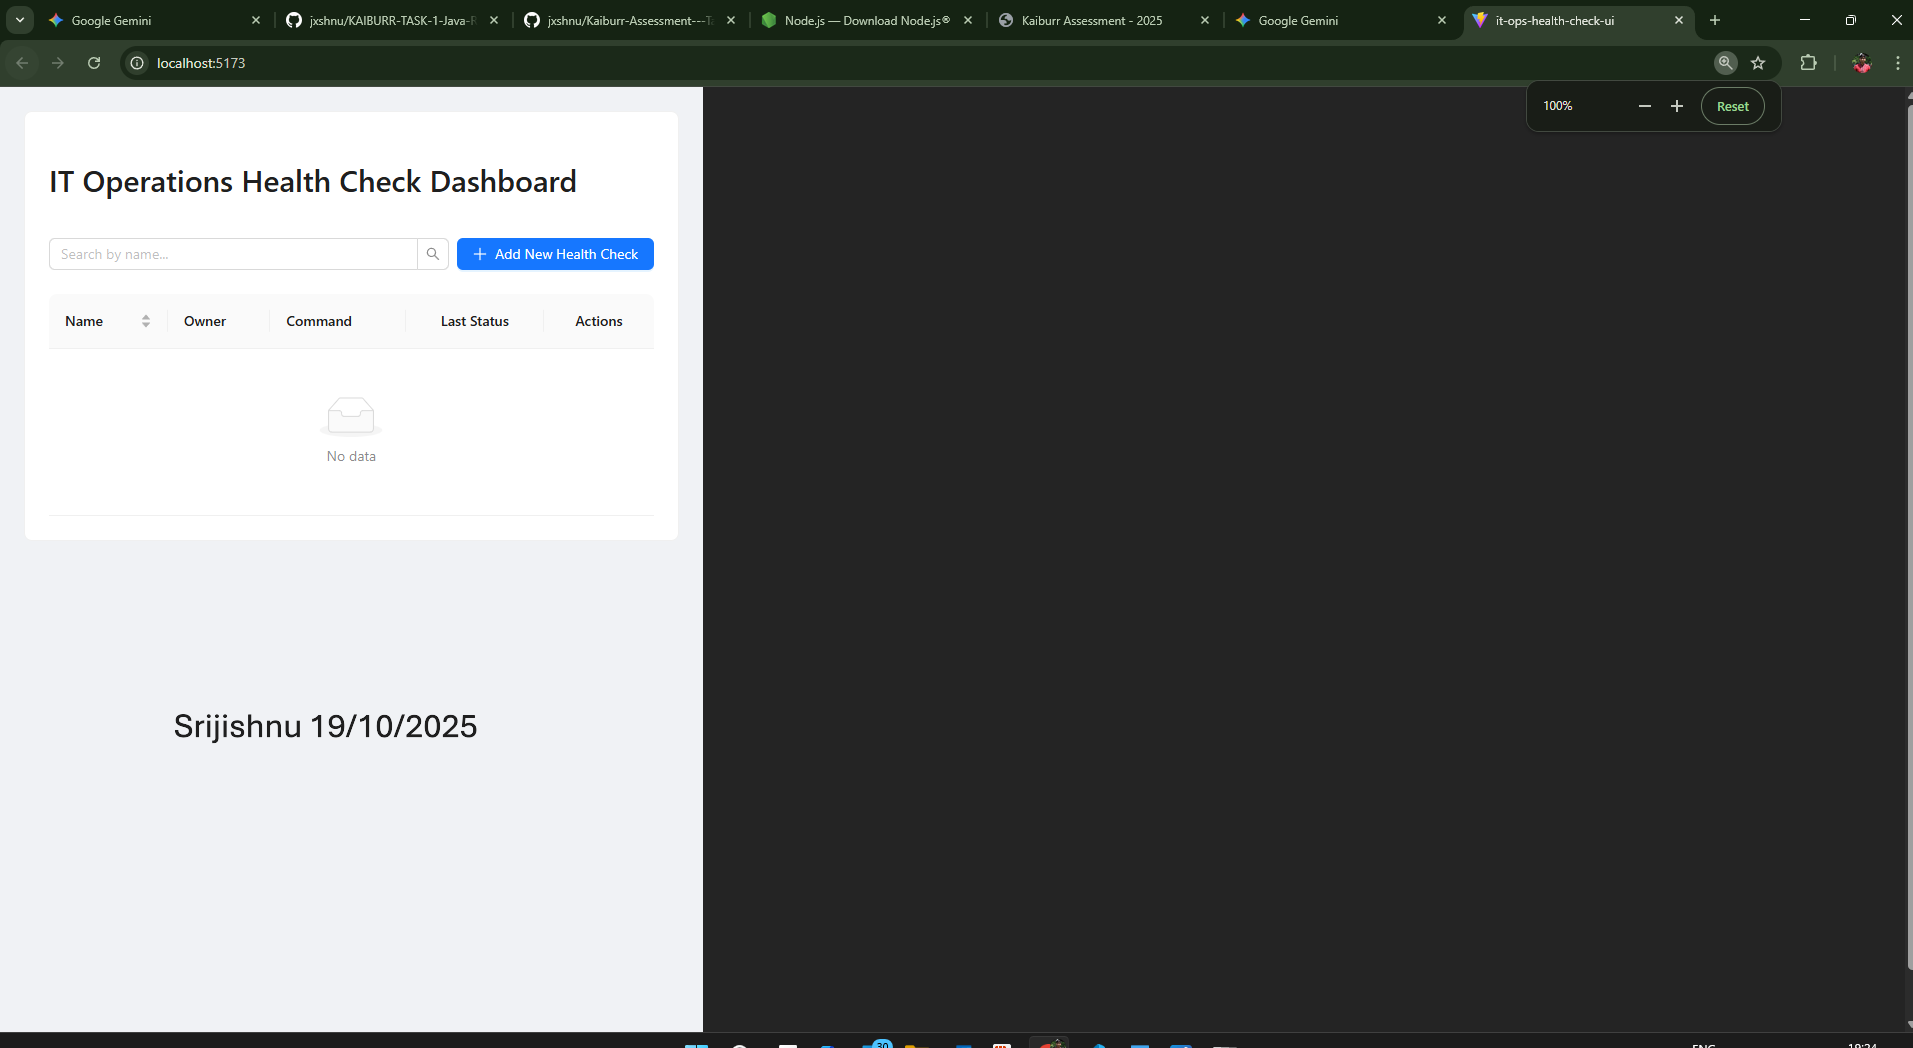 Google Gemini
jxshnu/KAIBURR-TASK-1-Java-R
jxshnu/Kaiburr-Assessment---Ta
Node.js — Download Node.js®
Kaiburr Assessment - 2025
Google Gemini
it-ops-health-check-ui
localhost:5173
100%
Reset
IT Operations Health Check Dashboard
Search by name...
Add New Health Check
Name
Owner
Command
Last Status
Actions
No data
Srijishnu 19/10/2025